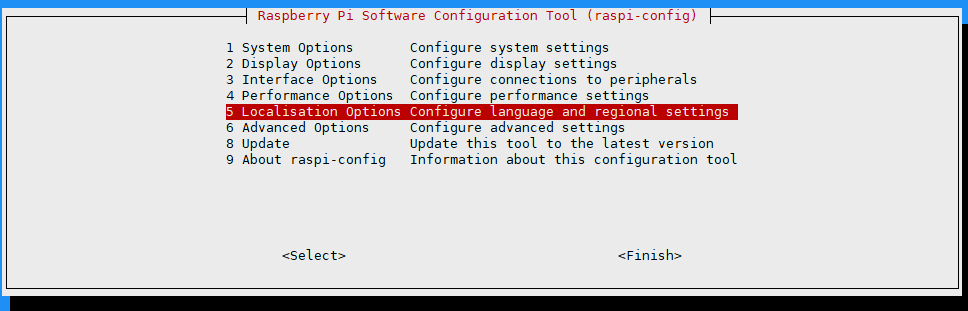 Raspberry Pi Software Configuration Tool (raspi-config)
1 System Options Configure system settings
2 Display Options Configure display settings
3 Interface Options Configure connections to peripherals
4 Performance Options Configure performance settings
5 Localisation Options Configure language and regional settings
6 Advanced Options Configure advanced settings
8 Update Update this tool to the latest version
9 About raspi-config Information about this configuration tool
<Select> <Finish>